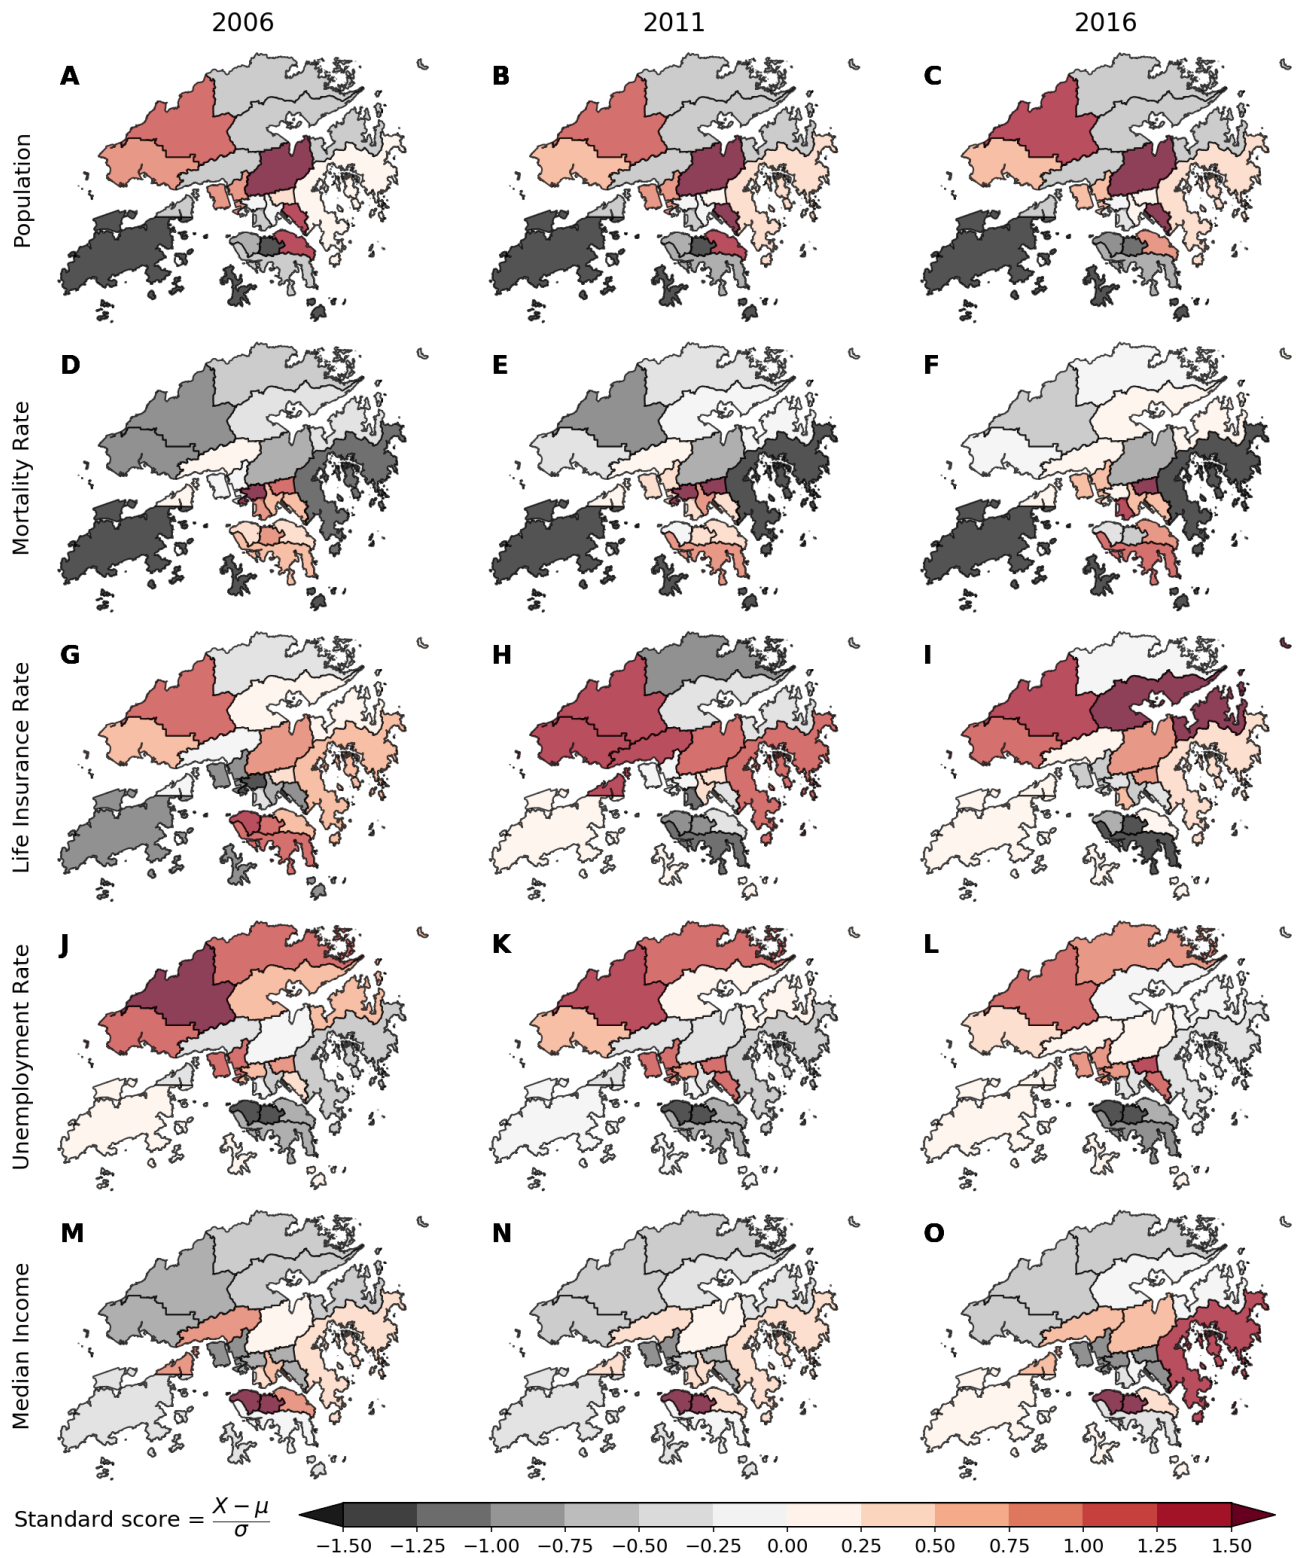 2006 2011 2016
A B C
Population
D E F
Mortality Rate
G H I
Life Insurance Rate
J K L
Unemployment Rate
M N O
Median Income
Standard score = X − μ / σ
−1.50 −1.25 −1.00 −0.75 −0.50 −0.25 0.00 0.25 0.50 0.75 1.00 1.25 1.50